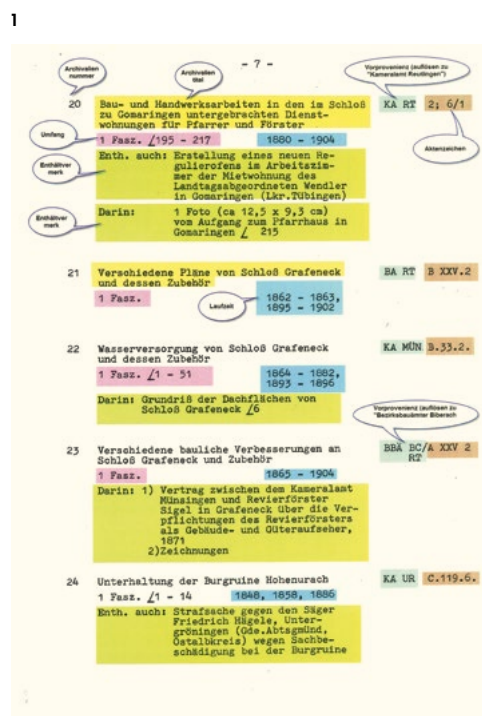 1
Archivalien
nummer
Archivalien
titel
- 7 -
Vorprovenienz (auflösen zu
"Kameralamt Reutlingen")
20 Bau- und Handwerksarbeiten in den im Schloß KA RT 2; 6/1
zu Gomaringen untergebrachten Dienst-
wohnungen für Pfarrer und Förster
Umfang
1 Fasz. ∠195 - 217 1880 - 1904
Aktenzeichen
Enthältver
merk
Enth. auch: Erstellung eines neuen Re-
gulierofens im Arbeitszim-
mer der Mietwohnung des
Landtagsabgeordneten Wendler
in Gomaringen (Lkr.Tübingen)
Enthältver
merk
Darin: 1 Foto (ca 12,5 x 9,3 cm)
vom Aufgang zum Pfarrhaus in
Gomaringen ∠ 215
21 Verschiedene Pläne von Schloß Grafeneck BA RT B XXV.2
und dessen Zubehör
1 Fasz. 1862 - 1863,
1895 - 1902
Laufzeit
22 Wasserversorgung von Schloß Grafeneck KA MÜN B.33.2.
und dessen Zubehör
1 Fasz. ∠1 - 51 1864 - 1882,
1893 - 1896
Darin: Grundriß der Dachflächen von
Schloß Grafeneck ∠6
Vorprovenienz (auflösen zu
"Bezirksbauämter Biberach
23 Verschiedene bauliche Verbesserungen an BBÄ BC/A XXV 2
Schloß Grafeneck und Zubehör RT
1 Fasz. 1865 - 1904
Darin: 1) Vertrag zwischen dem Kameralamt
Münsingen und Revierförster
Sigel in Grafeneck über die Ver-
pflichtungen des Revierförsters
als Gebäude- und Güteraufseher,
1871
2)Zeichnungen
24 Unterhaltung der Burgruine Hohenurach KA UR C.119.6.
1 Fasz. ∠1 - 14 1848, 1858, 1886
Enth. auch: Strafsache gegen den Säger
Friedrich Hägele, Unter-
gröningen (Gde.Abtsgmünd,
Ostalbkreis) wegen Sachbe-
schädigung bei der Burgruine